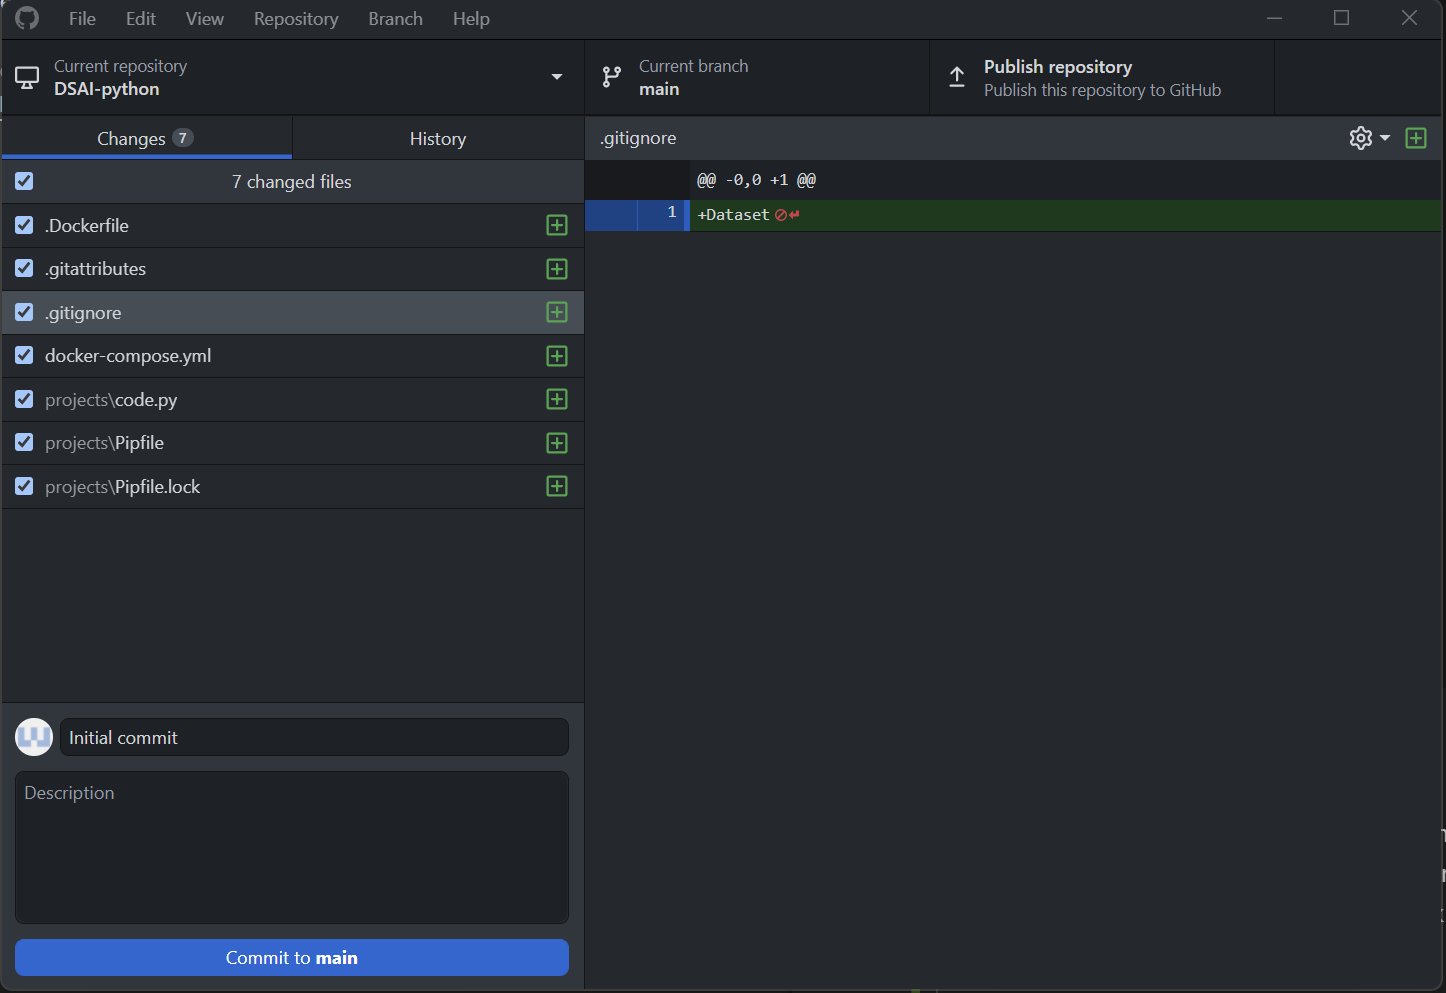 File Edit View Repository Branch Help
Current repository
DSAI-python
Current branch
main
Publish repository
Publish this repository to GitHub
Changes 7
History
.gitignore
7 changed files
@@ -0,0 +1 @@
1 +Dataset
.Dockerfile
.gitattributes
.gitignore
docker-compose.yml
projects\code.py
projects\Pipfile
projects\Pipfile.lock
Initial commit
Description
Commit to main